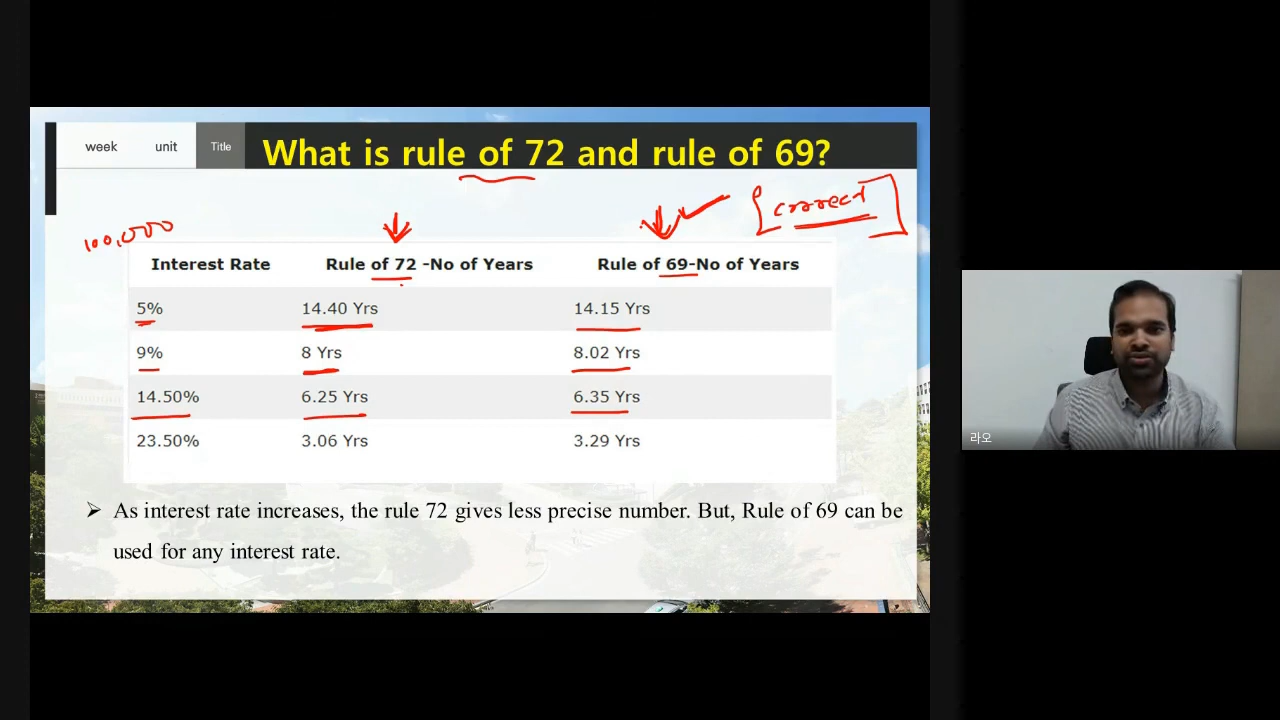 week unit Title What is rule of 72 and rule of 69?
correct
100,000
Interest Rate Rule of 72 -No of Years Rule of 69-No of Years
5% 14.40 Yrs 14.15 Yrs
9% 8 Yrs 8.02 Yrs
14.50% 6.25 Yrs 6.35 Yrs
23.50% 3.06 Yrs 3.29 Yrs
As interest rate increases, the rule 72 gives less precise number. But, Rule of 69 can be
used for any interest rate.
라오